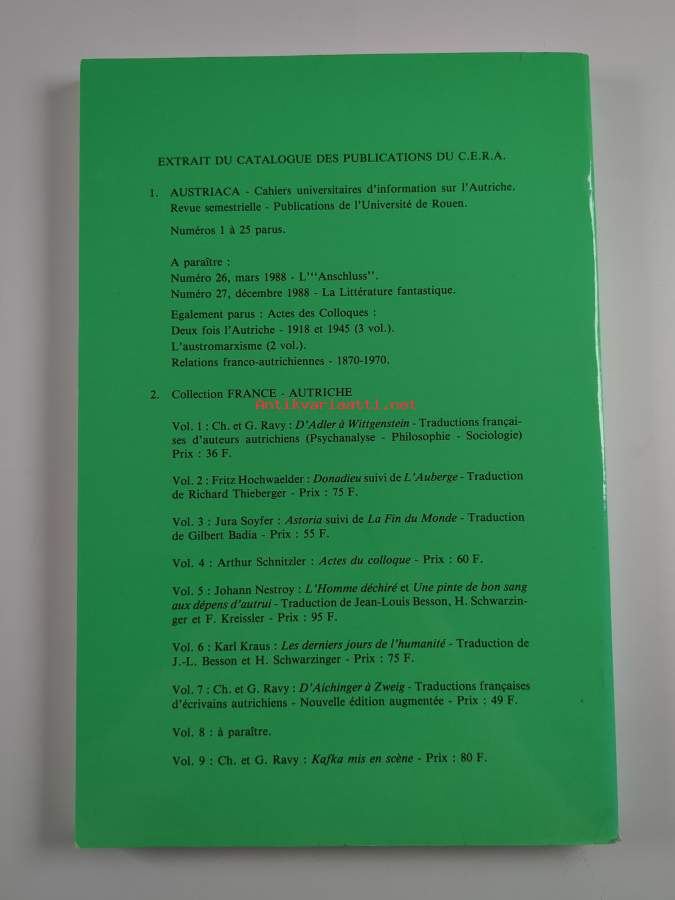 EXTRAIT DU CATALOGUE DES PUBLICATIONS DU C.E.R.A.
1. AUSTRIACA - Cahiers universitaires d'information sur l'Autriche.
Revue semestrielle - Publications de l'Université de Rouen.
Numéros 1 à 25 parus.
A paraître :
Numéro 26, mars 1988 - L'"Anschluss".
Numéro 27, décembre 1988 - La Littérature fantastique.
Egalement parus : Actes des Colloques :
Deux fois l'Autriche - 1918 et 1945 (3 vol.).
L'austromarxisme (2 vol.).
Relations franco-autrichiennes - 1870-1970.
2. Collection FRANCE - AUTRICHE
Antikvariaatti.net
Vol. 1 : Ch. et G. Ravy : D'Adler à Wittgenstein - Traductions françai-
ses d'auteurs autrichiens (Psychanalyse - Philosophie - Sociologie)
Prix : 36 F.
Vol. 2 : Fritz Hochwaelder : Donadieu suivi de L'Auberge - Traduction
de Richard Thieberger - Prix : 75 F.
Vol. 3 : Jura Soyfer : Astoria suivi de La Fin du Monde - Traduction
de Gilbert Badia - Prix : 55 F.
Vol. 4 : Arthur Schnitzler : Actes du colloque - Prix : 60 F.
Vol. 5 : Johann Nestroy : L'Homme déchiré et Une pinte de bon sang
aux dépens d'autrui - Traduction de Jean-Louis Besson, H. Schwarzin-
ger et F. Kreissler - Prix : 95 F.
Vol. 6 : Karl Kraus : Les derniers jours de l'humanité - Traduction de
J.-L. Besson et H. Schwarzinger - Prix : 75 F.
Vol. 7 : Ch. et G. Ravy : D'Aichinger à Zweig - Traductions françaises
d'écrivains autrichiens - Nouvelle édition augmentée - Prix : 49 F.
Vol. 8 : à paraître.
Vol. 9 : Ch. et G. Ravy : Kafka mis en scène - Prix : 80 F.